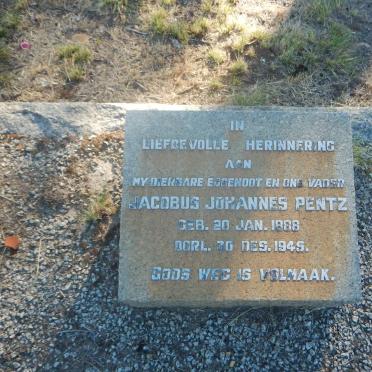 IN
LIEFDEVOLLE HERINNERING
AAN
MY DIERBARE EGGENOOT EN ONS VADER
JACOBUS JOHANNES PENTZ
GEB. 20 JAN. 1888
OORL. 20 DES. 1945.
GODS WEG IS VOLMAAK.